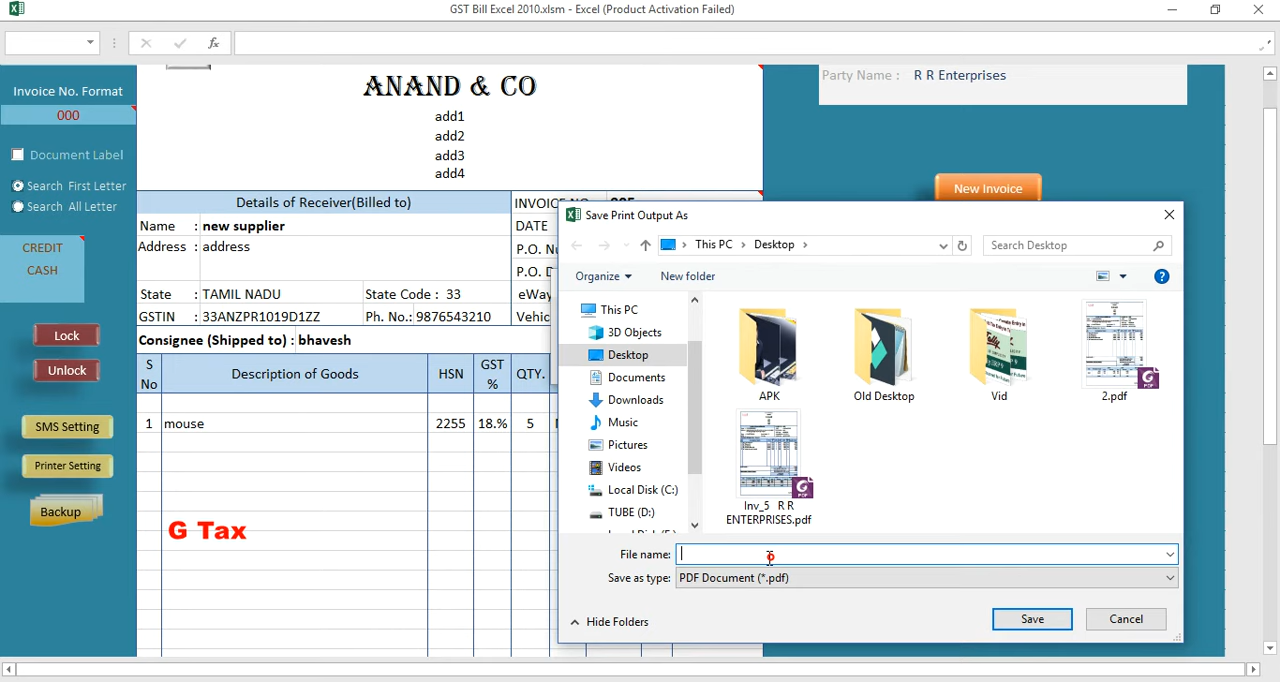 GST Bill Excel 2010.xlsm - Excel (Product Activation Failed)
Invoice No. Format
000
Document Label
Search First Letter
Search All Letter
CREDIT
CASH
Lock
Unlock
SMS Setting
Printer Setting
Backup
ANAND & CO
add1
add2
add3
add4
Party Name : R R Enterprises
New Invoice
Details of Receiver(Billed to)
INVOICE NO
Name : new supplier
DATE
Address : address
P.O.
P.O. D
State : TAMIL NADU State Code : 33
eWay
GSTIN : 33ANZPR1019D1ZZ Ph. No.: 9876543210
Vehic
Consignee (Shipped to) : bhavesh
S No Description of Goods HSN GST % QTY.
1 mouse 2255 18.% 5
G Tax
Save Print Output As
This PC > Desktop >
Search Desktop
Organize New folder
This PC
3D Objects
Desktop
Documents
Downloads
Music
Pictures
Videos
Local Disk (C:)
TUBE (D:)
APK
Old Desktop
Vid
2.pdf
Inv_5 R R
ENTERPRISES.pdf
File name:
Save as type: PDF Document (*.pdf)
Hide Folders
Save
Cancel